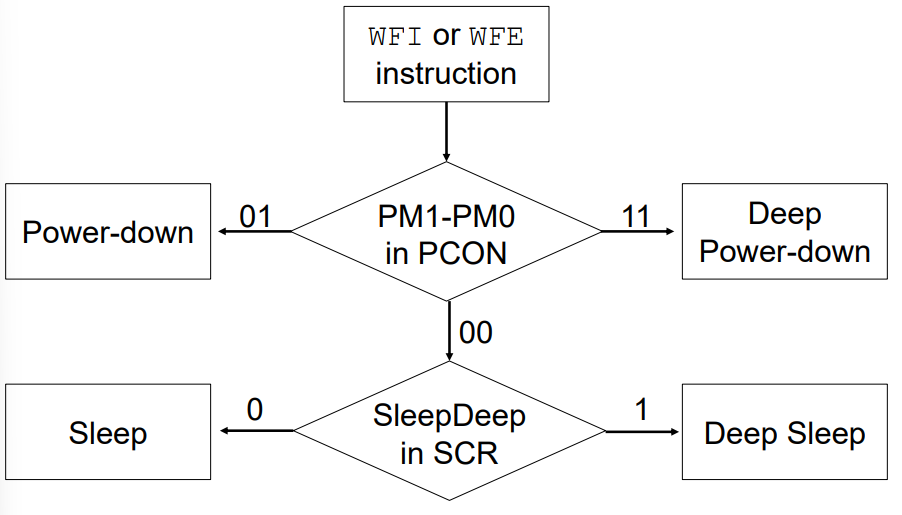 WFI or WFE
instruction
Power-down
01
PM1-PM0
in PCON
11
Deep
Power-down
00
Sleep
0
SleepDeep
in SCR
1
Deep Sleep